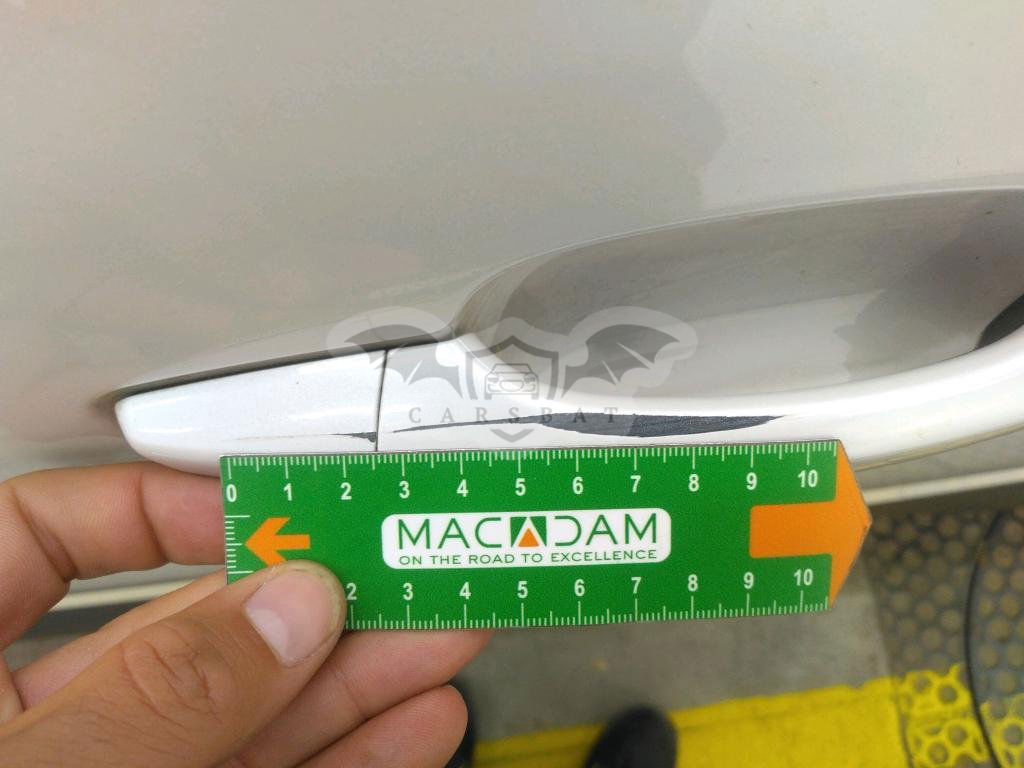 CARSBAT
0 1 2 3 4 5 6 7 8 9 10
MACADAM
ON THE ROAD TO EXCELLENCE
2 3 4 5 6 7 8 9 10